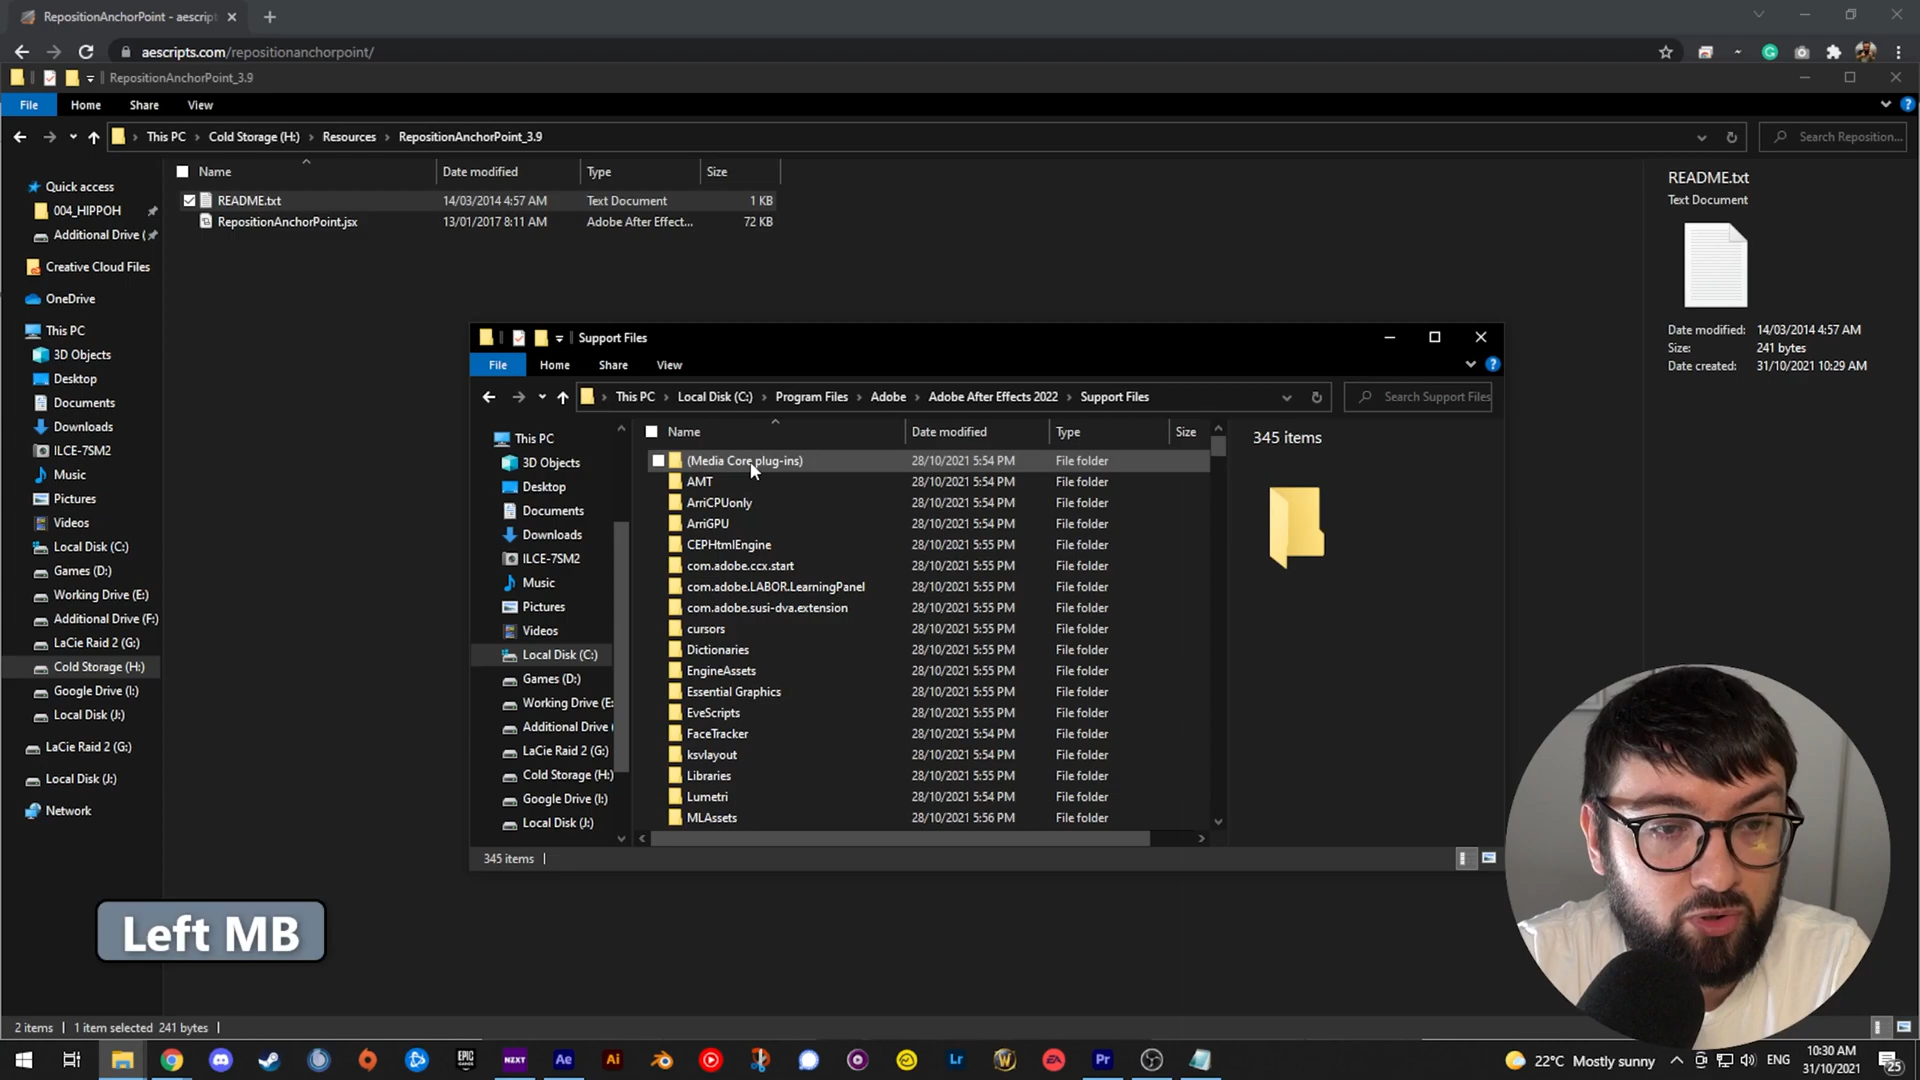 RepositionAnchorPoint - aescript
aescripts.com/repositionanchorpoint/
RepositionAnchorPoint_3.9
File Home Share View
This PC > Cold Storage (H:) > Resources > RepositionAnchorPoint_3.9
Search Reposition...
Name Date modified Type Size
README.txt 14/03/2014 4:57 AM Text Document 1 KB
RepositionAnchorPoint.jsx 13/01/2017 8:11 AM Adobe After Effect... 72 KB
Quick access
004_HIPPOH
Additional Drive (
Creative Cloud Files
OneDrive
This PC
3D Objects
Desktop
Documents
Downloads
ILCE-7SM2
Music
Pictures
Videos
Local Disk (C:)
Games (D:)
Working Drive (E:)
Additional Drive (F:)
LaCie Raid 2 (G:)
Cold Storage (H:)
Google Drive (I:)
Local Disk (J:)
LaCie Raid 2 (G:)
Local Disk (J:)
Network
README.txt
Text Document
Date modified: 14/03/2014 4:57 AM
Size: 241 bytes
Date created: 31/10/2021 10:29 AM
Support Files
File Home Share View
This PC > Local Disk (C:) > Program Files > Adobe > Adobe After Effects 2022 > Support Files
Search Support Files
This PC
3D Objects
Desktop
Documents
Downloads
ILCE-7SM2
Music
Pictures
Videos
Local Disk (C:)
Games (D:)
Working Drive (E:
Additional Drive
LaCie Raid 2 (G:)
Cold Storage (H:)
Google Drive (I:)
Local Disk (J:)
Name Date modified Type Size
(Media Core plug-ins) 28/10/2021 5:54 PM File folder
AMT 28/10/2021 5:54 PM File folder
ArriCPUonly 28/10/2021 5:54 PM File folder
ArriGPU 28/10/2021 5:54 PM File folder
CEPHtmlEngine 28/10/2021 5:55 PM File folder
com.adobe.ccx.start 28/10/2021 5:55 PM File folder
com.adobe.LABOR.LearningPanel 28/10/2021 5:55 PM File folder
com.adobe.susi-dva.extension 28/10/2021 5:55 PM File folder
cursors 28/10/2021 5:55 PM File folder
Dictionaries 28/10/2021 5:55 PM File folder
EngineAssets 28/10/2021 5:55 PM File folder
Essential Graphics 28/10/2021 5:55 PM File folder
EveScripts 28/10/2021 5:55 PM File folder
FaceTracker 28/10/2021 5:54 PM File folder
ksvlayout 28/10/2021 5:54 PM File folder
Libraries 28/10/2021 5:55 PM File folder
Lumetri 28/10/2021 5:54 PM File folder
MLAssets 28/10/2021 5:56 PM File folder
345 items
345 items
Left MB
2 items 1 item selected 241 bytes
EPIC GAMES
NZXT
Ae
Ai
Lr
W
EA
Pr
22°C Mostly sunny
ENG
10:30 AM
31/10/2021
25